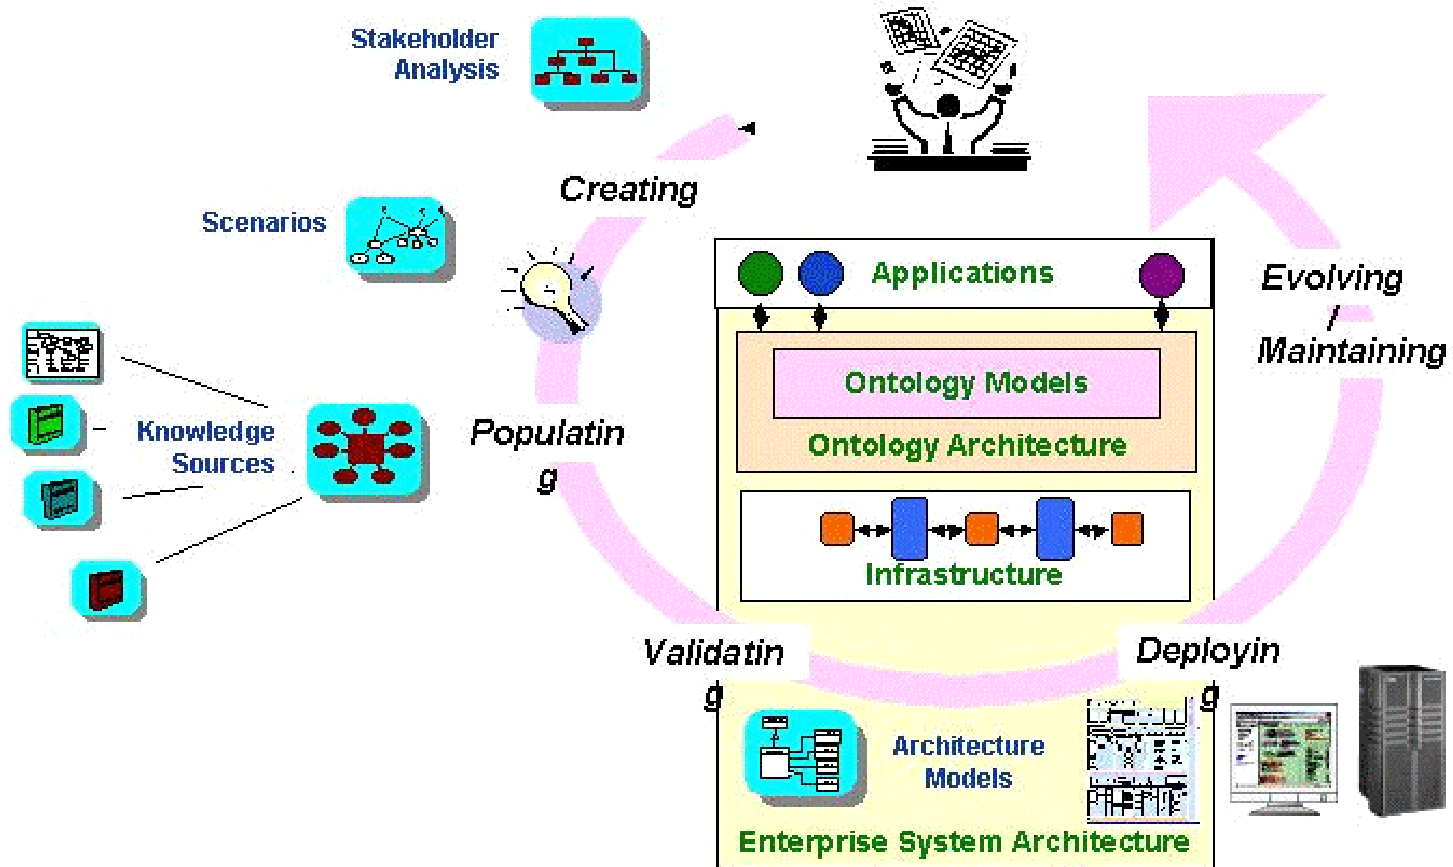 Stakeholder
Analysis
Creating
Scenarios
Applications
Evolving
/
Maintaining
Ontology Models
Ontology Architecture
Knowledge
Sources
Populatin
g
Infrastructure
Validatin
g
Deployin
g
Architecture
Models
Enterprise System Architecture